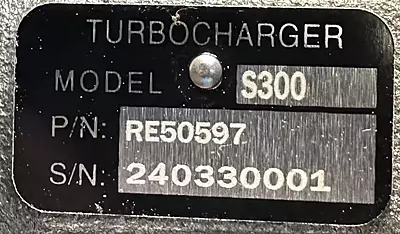 TURBOCHARGER
MODEL S300
P/N: RE50597
S/N: 240330001